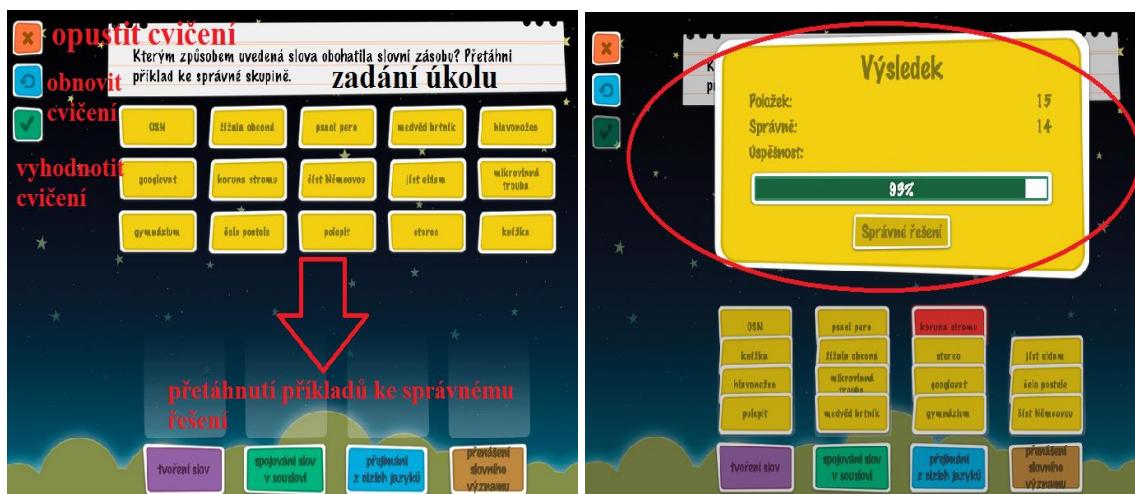 opustit cvičení
Kterým způsobem uvedená slova obohatila slovní zásobu? Přetáhni
příklad ke správné skupině.
zadání úkolu
obnovit
cvičení
vyhodnotit
cvičení
OSN
žížala obecná
psací pero
medvěd brtník
hlavonožec
googlovat
koruna stromu
číst Němcovou
jíst eidam
mikrovlnná
trouba
gymnázium
čelo postele
polopit
stereo
knížka
přetáhnutí příkladů ke správnému
řešení
tvoření slov
spojování slov
v sousloví
přejímání
z cizích jazyků
přenášení
slovního
významu
K
p
Výsledek
Položek:
15
Správně:
14
Úspěšnost:
93%
Správné řešení
OSN
psací pero
koruna stromu
knížka
žížala obecná
stereo
jíst eidam
hlavonožec
mikrovlnná
trouba
googlovat
čelo postele
polopit
medvěd brtník
gymnázium
číst Němcovou
tvoření slov
spojování slov
v sousloví
přejímání
z cizích jazyků
přenášení
slovního
významu